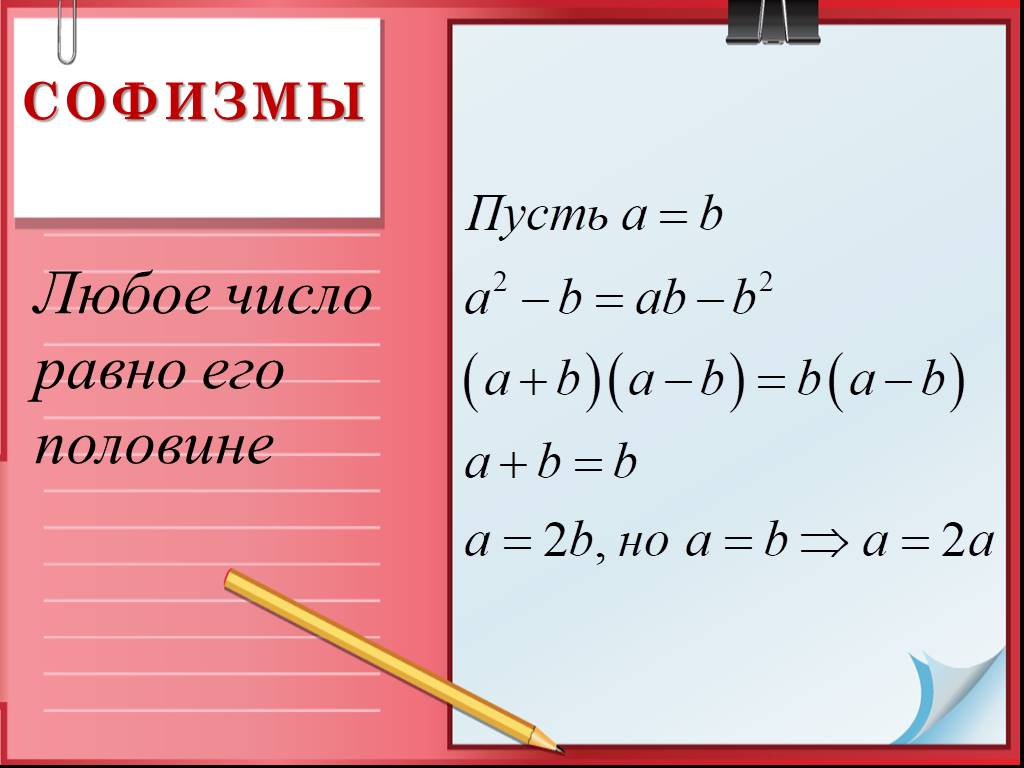 СОФИЗМЫ
Любое число
равно его
половине
Пусть a = b
a² − b = ab − b²
(a + b)(a − b) = b(a − b)
a + b = b
a = 2b, но a = b ⇒ a = 2a